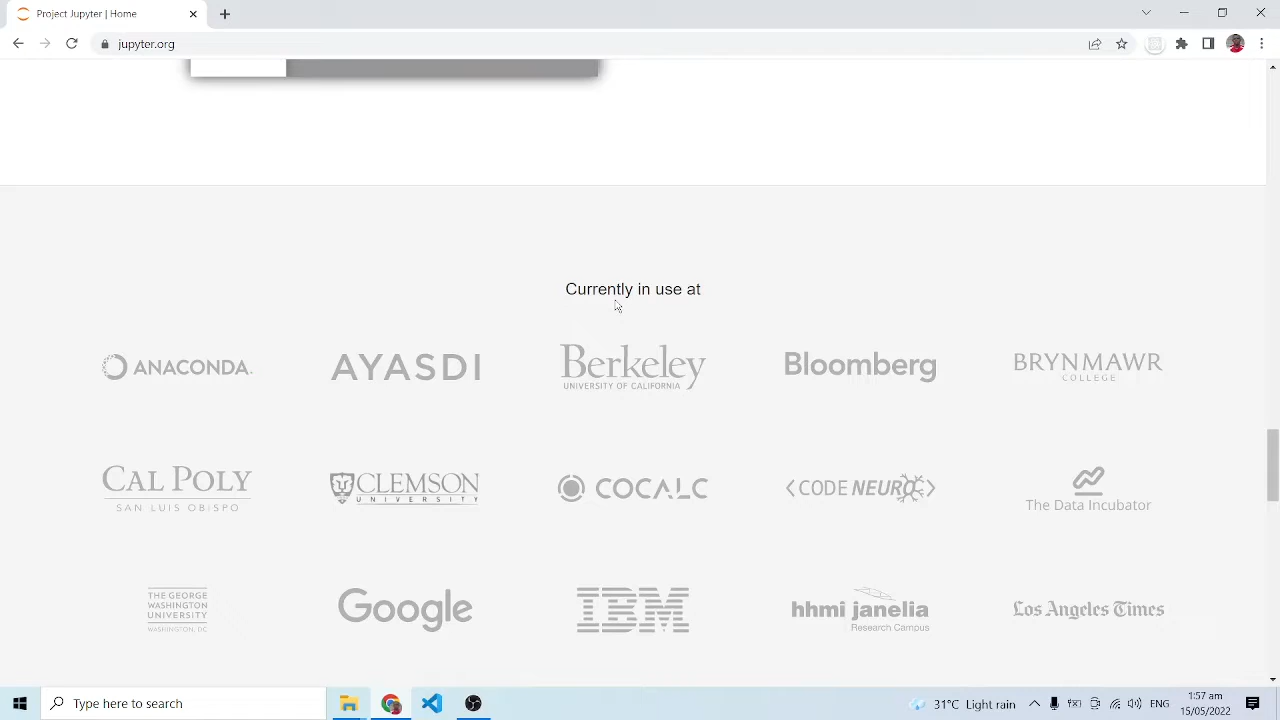 Project Jupyter | Home
jupyter.org
Currently in use at
ANACONDA.
AYASDI
Berkeley
UNIVERSITY OF CALIFORNIA
Bloomberg
BRYN MAWR
COLLEGE
CAL POLY
SAN LUIS OBISPO
CLEMSON
UNIVERSITY
COCALC
<CODE NEURO>
The Data Incubator
THE GEORGE
WASHINGTON
UNIVERSITY
WASHINGTON, DC
Google
IBM
hhmi janelia
Research Campus
Los Angeles Times
Type here to search
31°C Light rain
1:57 am
15/05/2022